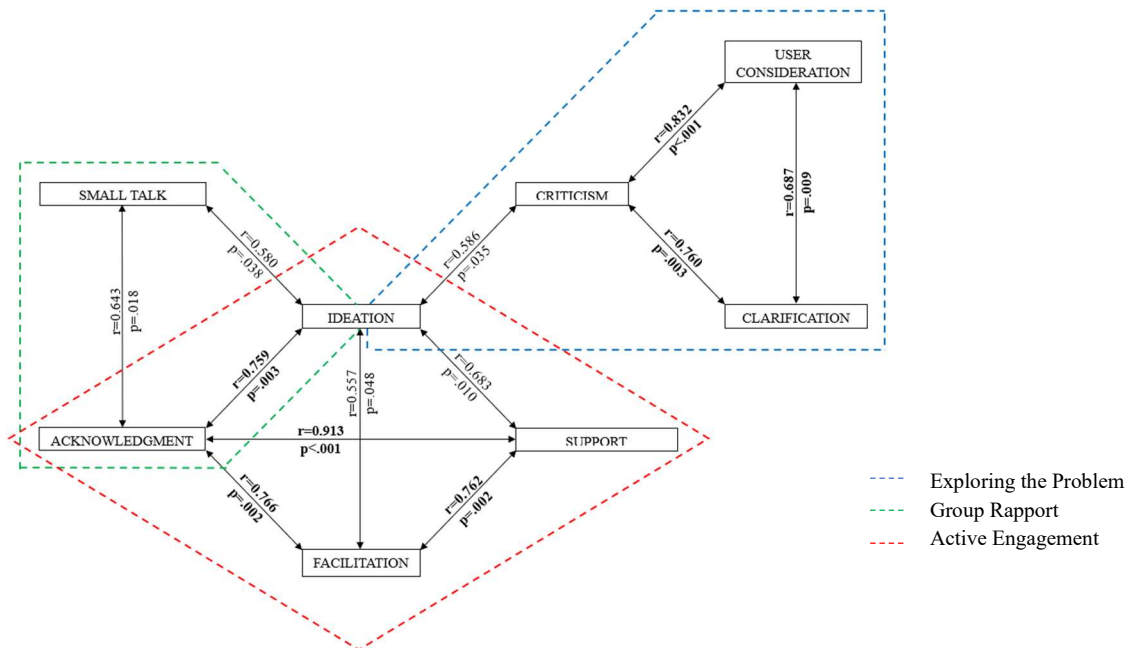 USER
CONSIDERATION
r=0.832
p<.001
r=0.687
p=.009
SMALL TALK
CRITICISM
r=0.580
p=.038
r=0.586
p=.035
r=0.760
p=.003
r=0.643
p=.018
IDEATION
CLARIFICATION
r=0.759
p=.003
r=0.557
p=.048
r=0.683
p=.010
ACKNOWLEDGMENT
r=0.913
p<.001
SUPPORT
r=0.766
p=.002
r=0.762
p=.002
FACILITATION
Exploring the Problem
Group Rapport
Active Engagement